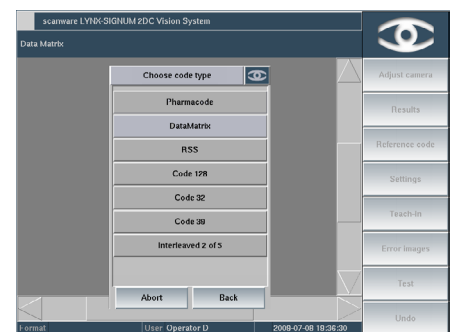 scanware LYNX-SIGNUM 2DC Vision System
Data Matrix
Choose code type
Pharmacode
DataMatrix
RSS
Code 128
Code 32
Code 39
Interleaved 2 of 5
Abort Back
Adjust camera
Results
Reference code
Settings
Teach-in
Error images
Test
Undo
Format User Operator D 2008-07-08 18:36:30